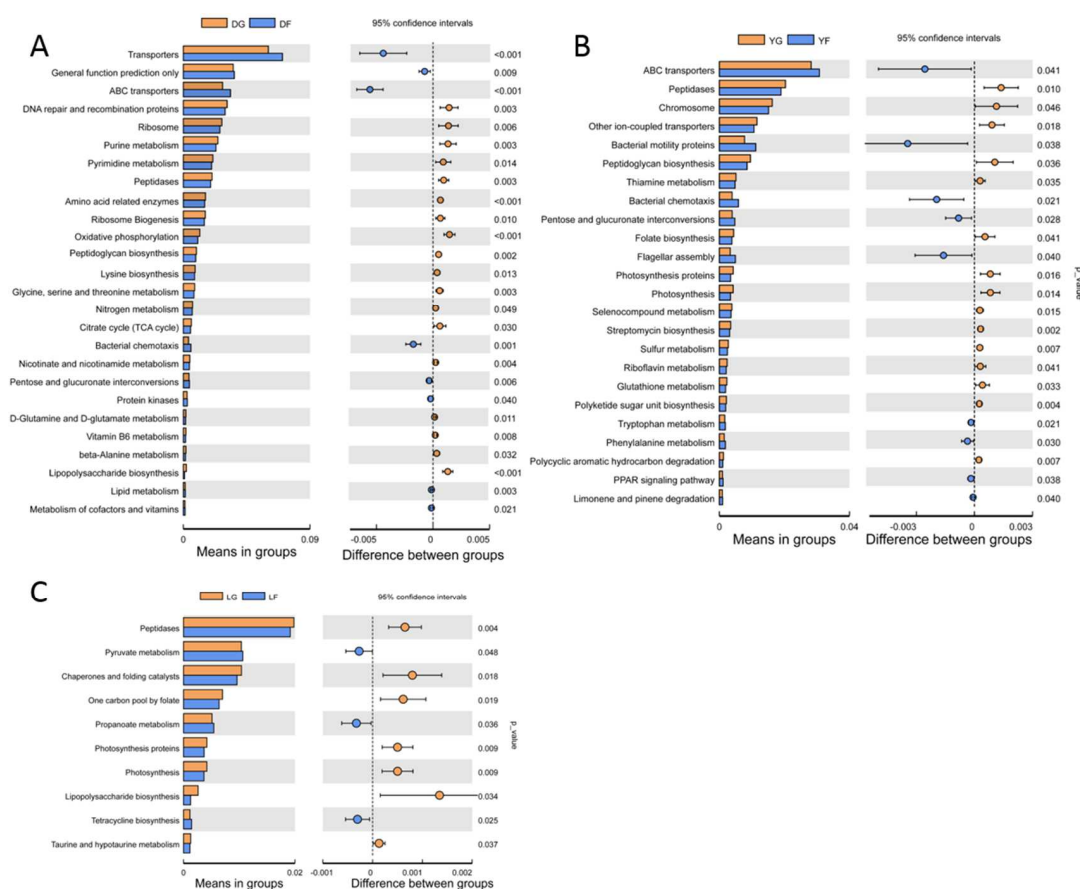 A
DG DF 95% confidence intervals
Transporters <0.001
General function prediction only 0.009
ABC transporters <0.001
DNA repair and recombination proteins 0.003
Ribosome 0.006
Purine metabolism 0.003
Pyrimidine metabolism 0.014
Peptidases 0.003
Amino acid related enzymes <0.001
Ribosome Biogenesis 0.010
Oxidative phosphorylation <0.001
Peptidoglycan biosynthesis 0.002
Lysine biosynthesis 0.013
Glycine, serine and threonine metabolism 0.003
Nitrogen metabolism 0.049
Citrate cycle (TCA cycle) 0.030
Bacterial chemotaxis 0.001
Nicotinate and nicotinamide metabolism 0.004
Pentose and glucuronate interconversions 0.006
Protein kinases 0.040
D-Glutamine and D-glutamate metabolism 0.011
Vitamin B6 metabolism 0.008
beta-Alanine metabolism 0.032
Lipopolysaccharide biosynthesis <0.001
Lipid metabolism 0.003
Metabolism of cofactors and vitamins 0.021
0 0.09 -0.005 0 0.005
Means in groups Difference between groups
B
YG YF 95% confidence intervals
ABC transporters 0.041
Peptidases 0.010
Chromosome 0.046
Other ion-coupled transporters 0.018
Bacterial motility proteins 0.038
Peptidoglycan biosynthesis 0.036
Thiamine metabolism 0.035
Bacterial chemotaxis 0.021
Pentose and glucuronate interconversions 0.028
Folate biosynthesis 0.041
Flagellar assembly 0.040
Photosynthesis proteins 0.016
Photosynthesis 0.014
Selenocompound metabolism 0.015
Streptomycin biosynthesis 0.002
Sulfur metabolism 0.007
Riboflavin metabolism 0.041
Glutathione metabolism 0.033
Polyketide sugar unit biosynthesis 0.004
Tryptophan metabolism 0.021
Phenylalanine metabolism 0.030
Polycyclic aromatic hydrocarbon degradation 0.007
PPAR signaling pathway 0.038
Limonene and pinene degradation 0.040
0 0.04 -0.003 0 0.003
Means in groups Difference between groups
p_value
C
LG LF 95% confidence intervals
Peptidases 0.004
Pyruvate metabolism 0.048
Chaperones and folding catalysts 0.018
One carbon pool by folate 0.019
Propanoate metabolism 0.036
Photosynthesis proteins 0.009
Photosynthesis 0.009
Lipopolysaccharide biosynthesis 0.034
Tetracycline biosynthesis 0.025
Taurine and hypotaurine metabolism 0.037
0 0.02 -0.001 0 0.001 0.002
Means in groups Difference between groups
p_value